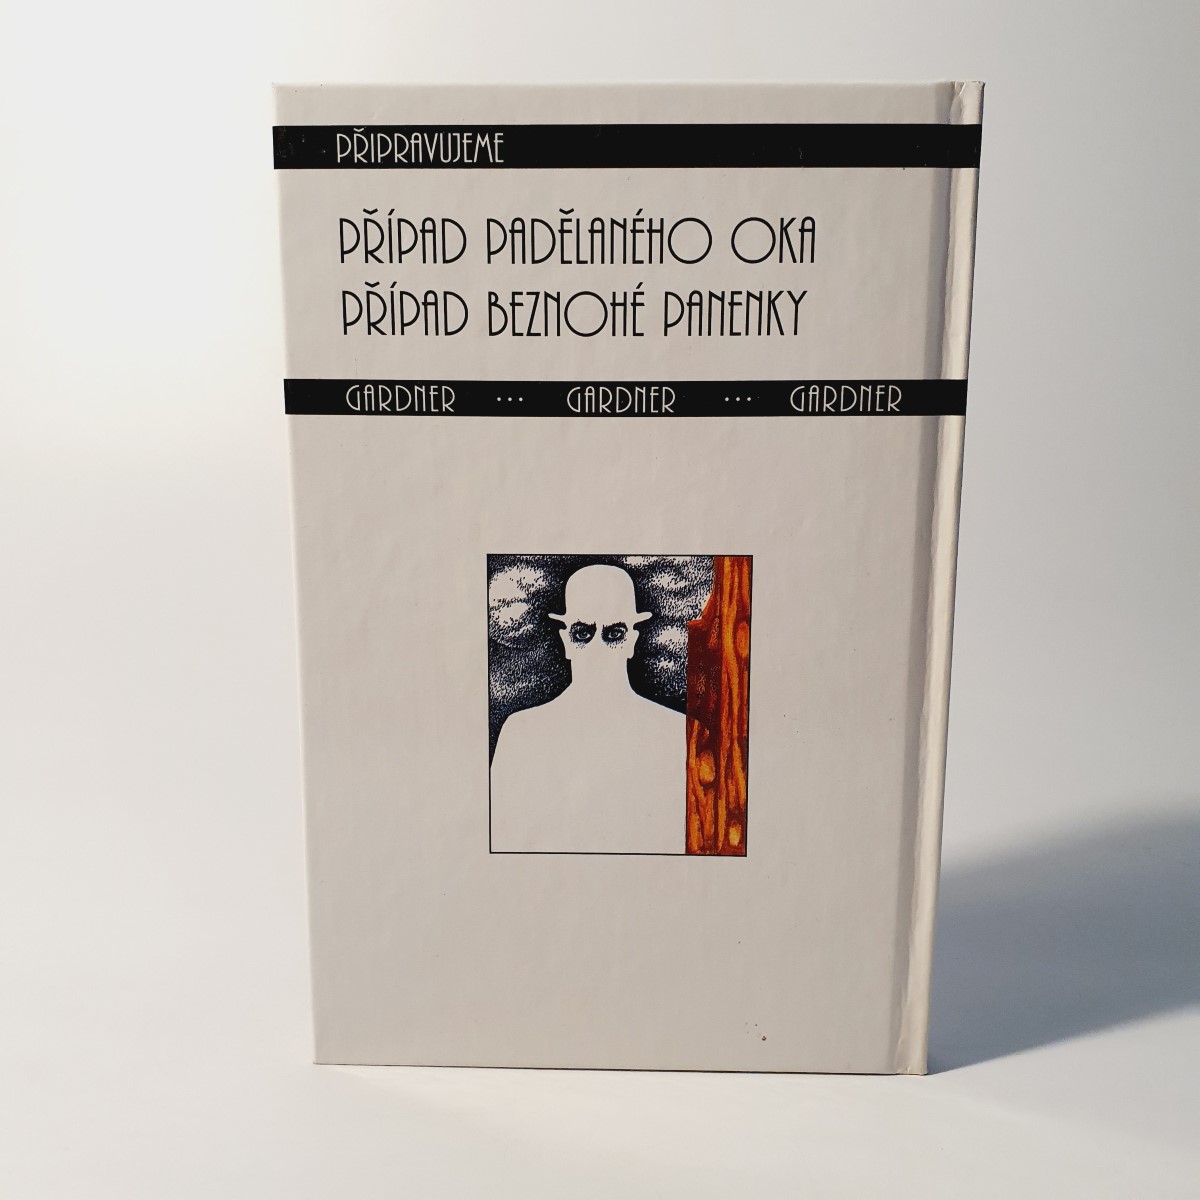 PŘIPRAVUJEME
PŘÍPAD PADĚLANÉHO OKA
PŘÍPAD BEZNOHÉ PANENKY
GARDNER ... GARDNER ... GARDNER